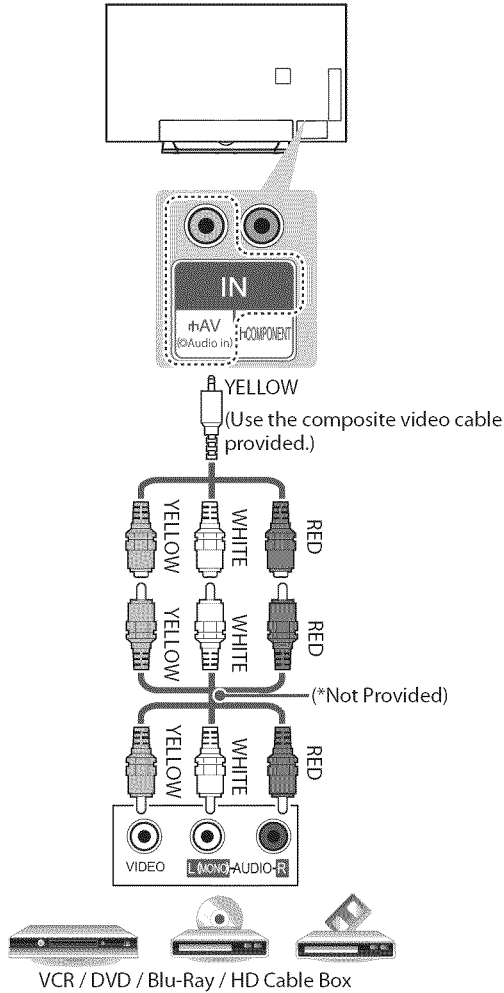 IN
AV
(Audio in)
COMPONENT
YELLOW
(Use the composite video cable
provided.)
YELLOW
WHITE
RED
YELLOW
WHITE
RED
(*Not Provided)
YELLOW
WHITE
RED
VIDEO
L(MONO)-AUDIO-R
VCR / DVD / Blu-Ray / HD Cable Box